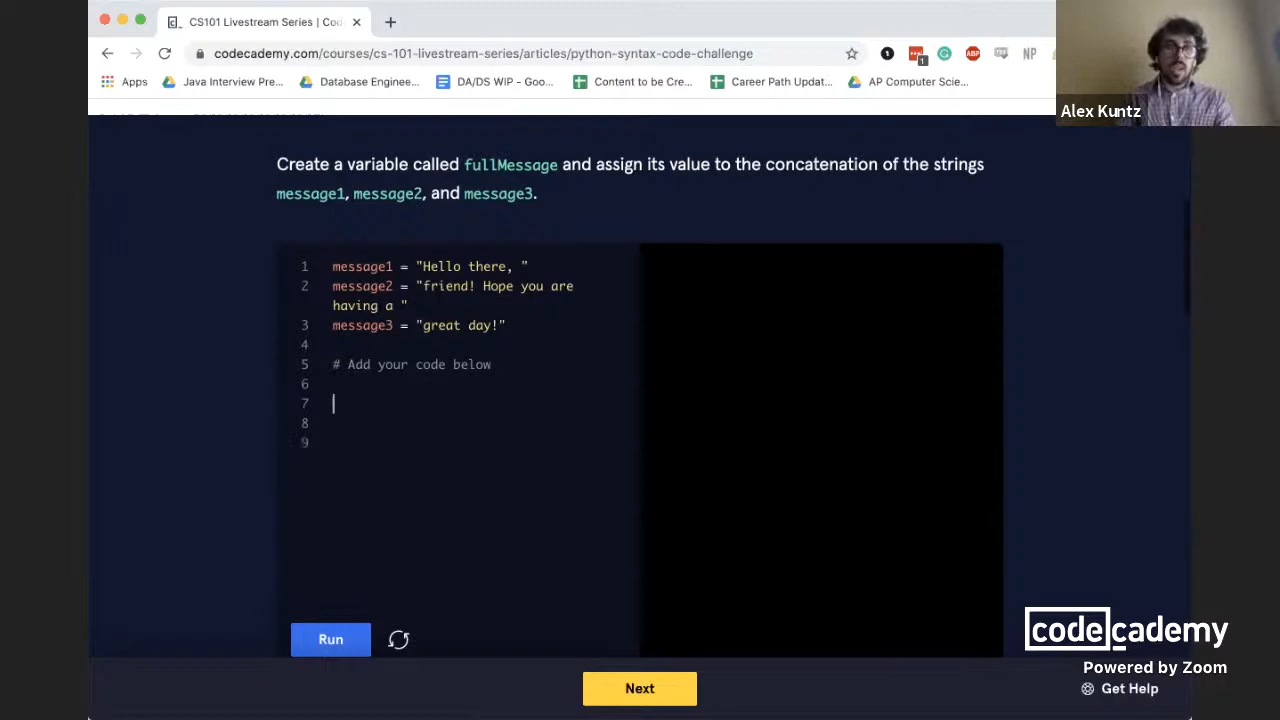 CS101 Livestream Series | Cod
codecademy.com/courses/cs-101-livestream-series/articles/python-syntax-code-challenge
1
ABP
NP
Apps
Java Interview Pre...
Database Enginee...
DA/DS WIP - Goo...
Content to be Cre...
Career Path Updat...
AP Computer Scie...
Alex Kuntz
Create a variable called fullMessage and assign its value to the concatenation of the strings
message1, message2, and message3.
1 message1 = "Hello there, "
2 message2 = "friend! Hope you are
having a "
3 message3 = "great day!"
4
5 # Add your code below
6
7
8
9
Run
Next
codecademy
Powered by Zoom
Get Help